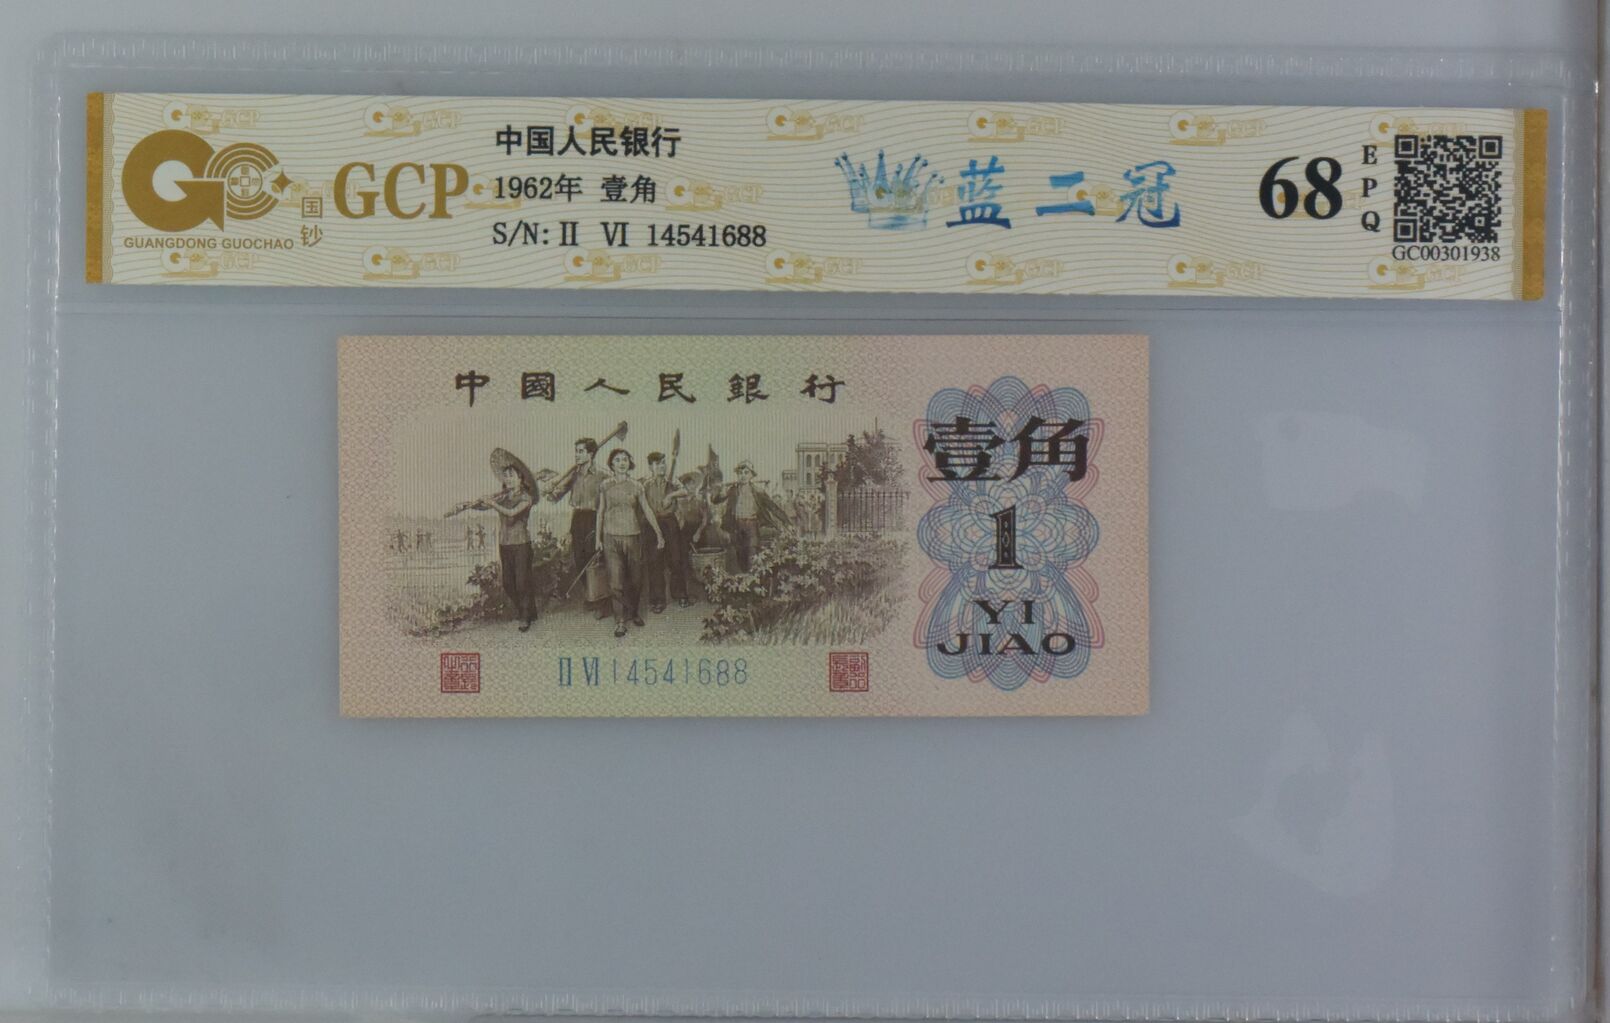 GUANGDONG GUOCHAO
国钞
GCP
中国人民银行
1962年 壹角
S/N: II VI 14541688
蓝二冠
68
EPQ
GC00301938
中國人民銀行
壹角
1
YI
JIAO
II VI 14541688